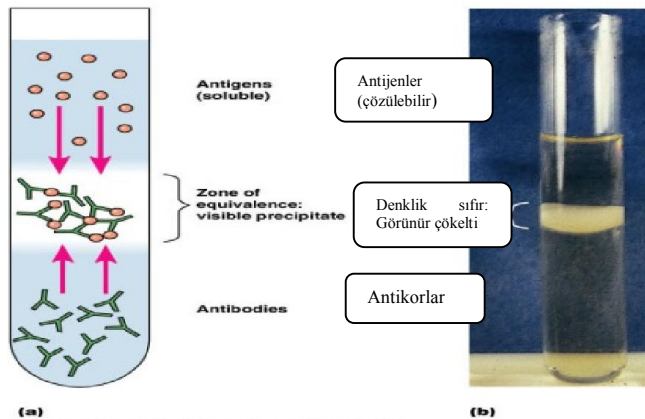 Antigens
(soluble)
Antijenler
(çözülebilir)
Zone of
equivalence:
visible precipitate
Denklik sıfır:
Görünür çökelti
Antibodies
Antikorlar
(a)
(b)